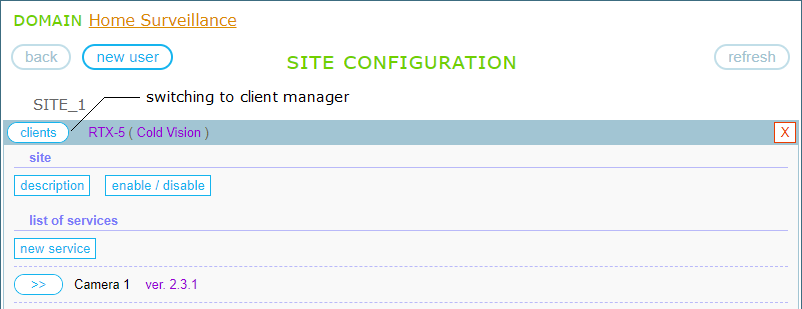 DOMAIN Home Surveillance
back new user SITE CONFIGURATION refresh
switching to client manager
SITE_1
clients RTX-5 ( Cold Vision ) X
site
description enable / disable
list of services
new service
>> Camera 1 ver. 2.3.1